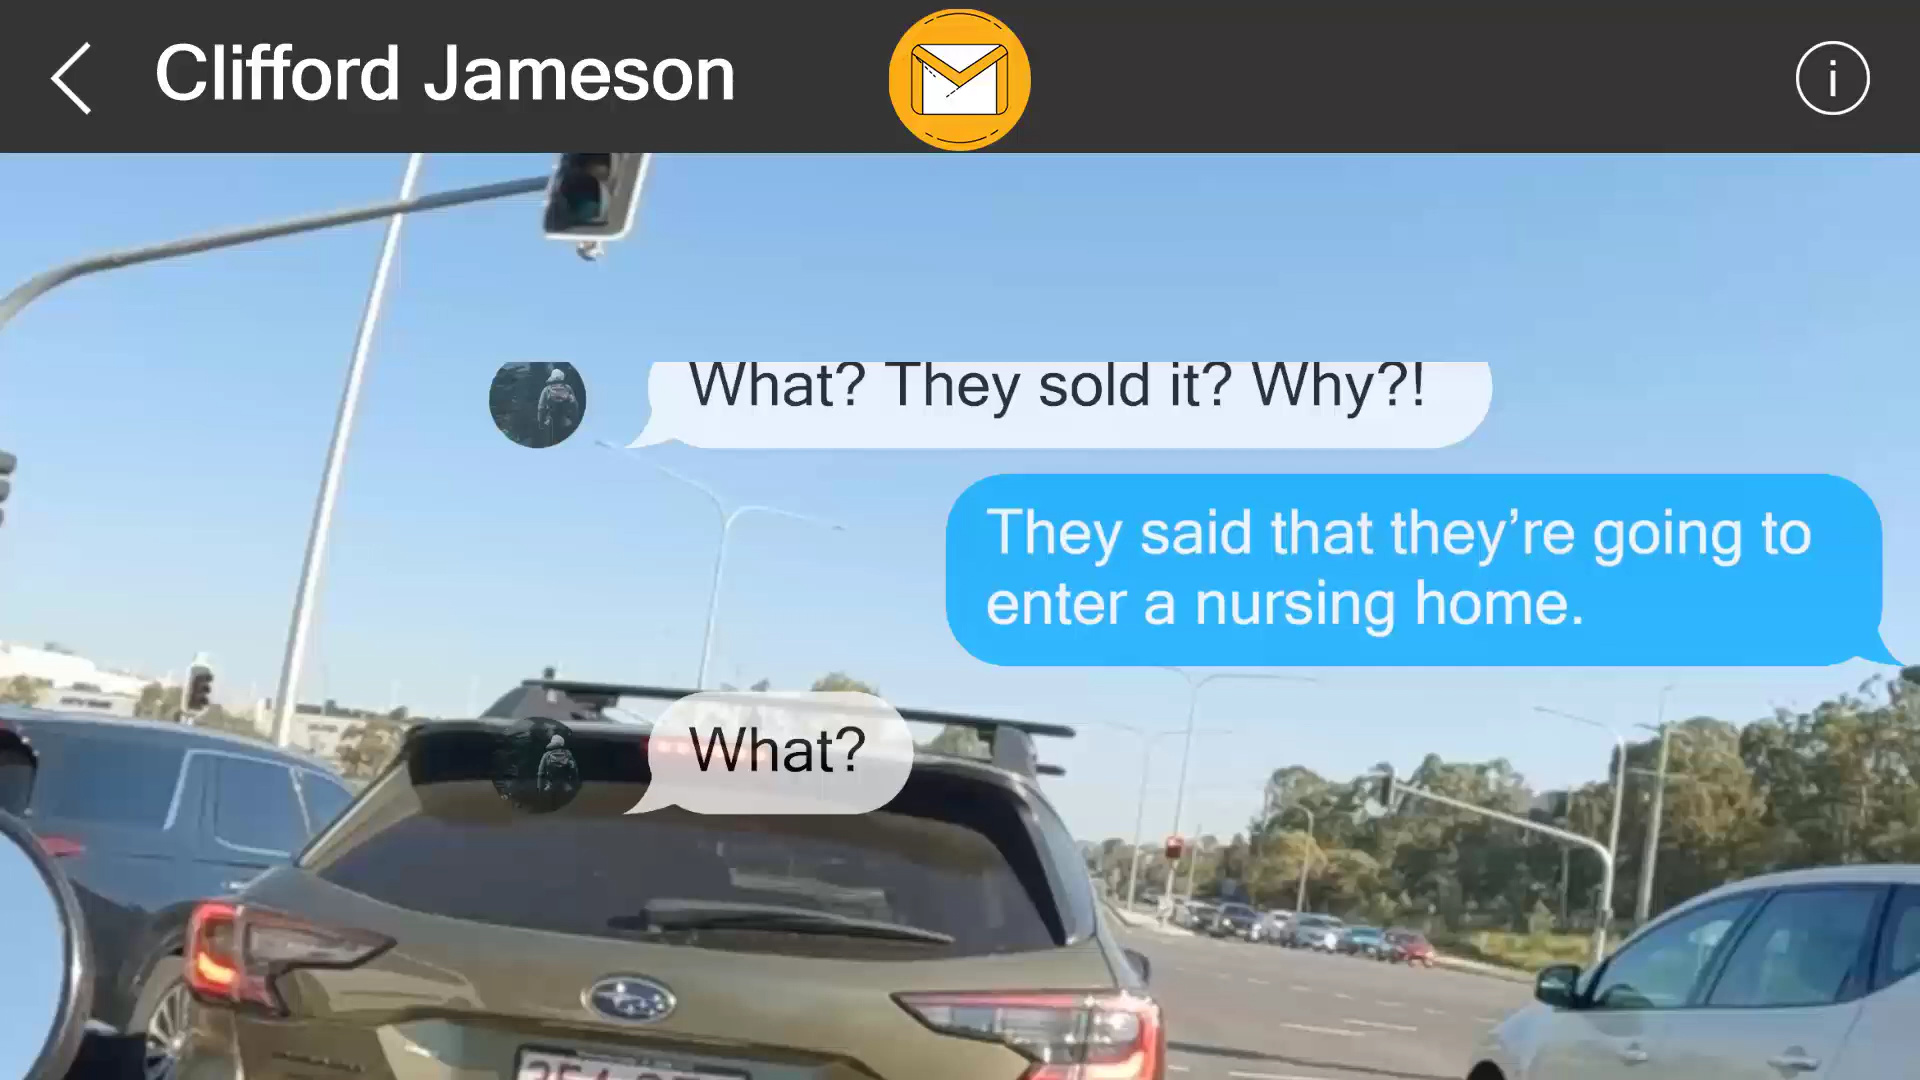 Clifford Jameson
What? They sold it? Why?!
They said that they’re going to
enter a nursing home.
What?